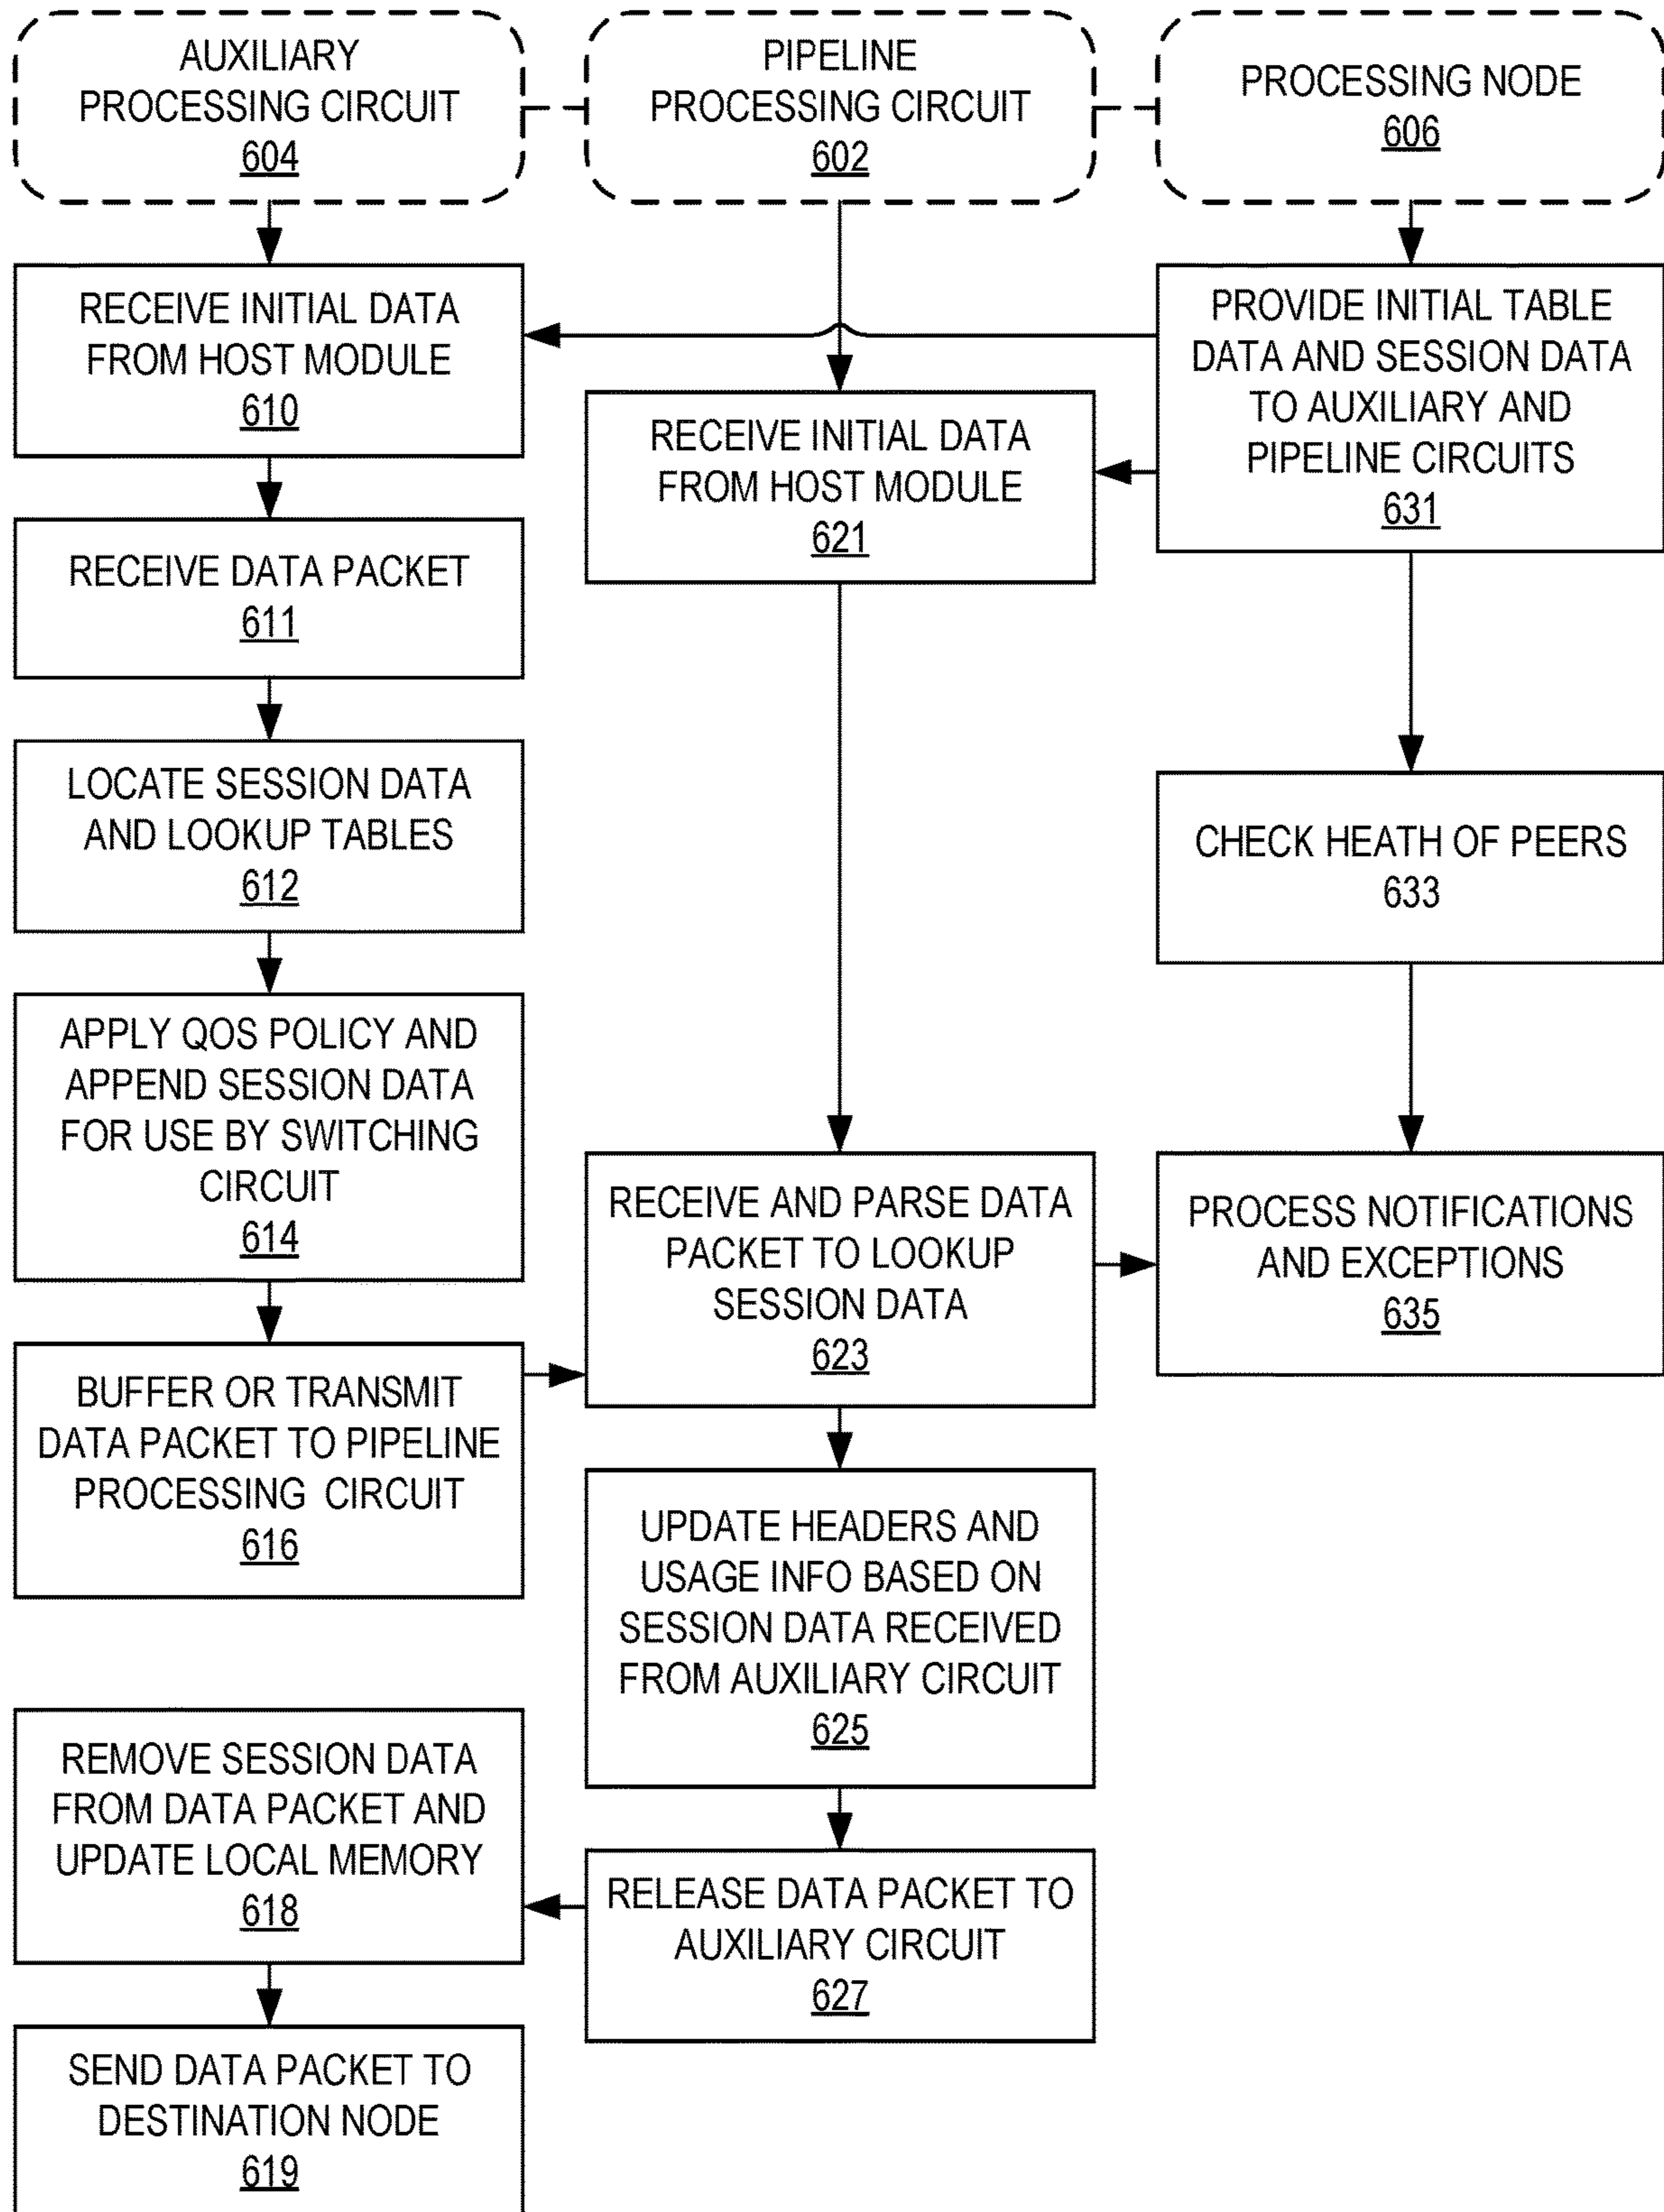 AUXILIARY
PROCESSING CIRCUIT
604
PIPELINE
PROCESSING CIRCUIT
602
PROCESSING NODE
606
RECEIVE INITIAL DATA
FROM HOST MODULE
610
RECEIVE DATA PACKET
611
LOCATE SESSION DATA
AND LOOKUP TABLES
612
APPLY QOS POLICY AND
APPEND SESSION DATA
FOR USE BY SWITCHING
CIRCUIT
614
BUFFER OR TRANSMIT
DATA PACKET TO PIPELINE
PROCESSING CIRCUIT
616
REMOVE SESSION DATA
FROM DATA PACKET AND
UPDATE LOCAL MEMORY
618
SEND DATA PACKET TO
DESTINATION NODE
619
RECEIVE INITIAL DATA
FROM HOST MODULE
621
RECEIVE AND PARSE DATA
PACKET TO LOOKUP
SESSION DATA
623
UPDATE HEADERS AND
USAGE INFO BASED ON
SESSION DATA RECEIVED
FROM AUXILIARY CIRCUIT
625
RELEASE DATA PACKET TO
AUXILIARY CIRCUIT
627
PROVIDE INITIAL TABLE
DATA AND SESSION DATA
TO AUXILIARY AND
PIPELINE CIRCUITS
631
CHECK HEATH OF PEERS
633
PROCESS NOTIFICATIONS
AND EXCEPTIONS
635